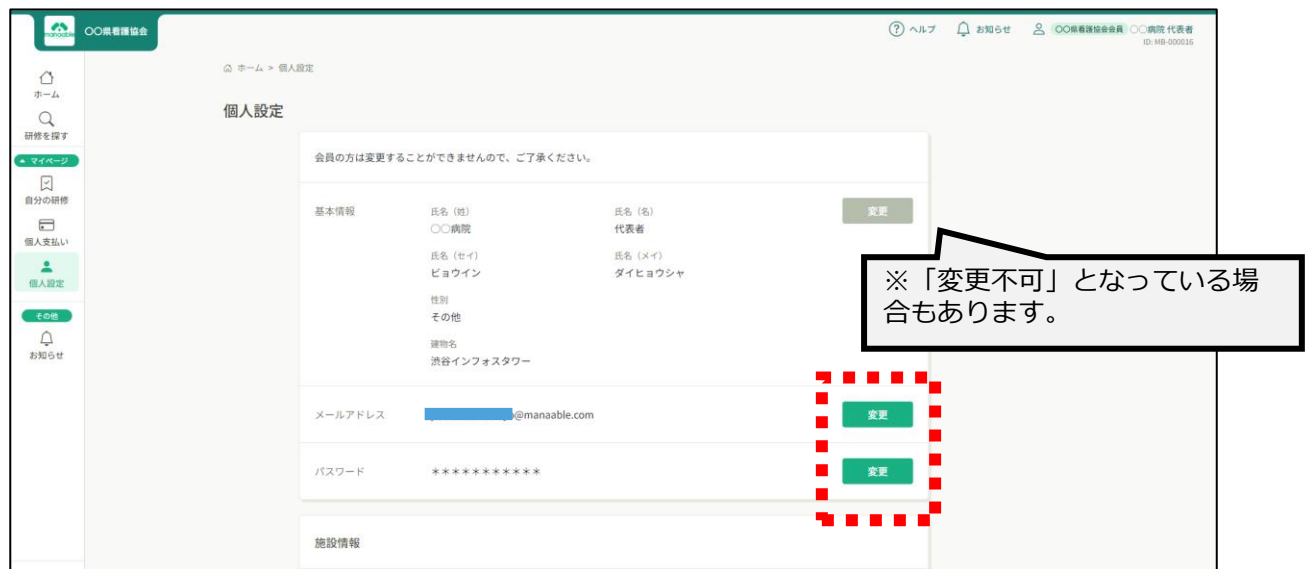 manaable
〇〇県看護協会
? ヘルプ
お知らせ
〇〇県看護協会会員 〇〇病院 代表者
ID: MB-000016
ホーム > 個人設定
ホーム
研修を探す
マイページ
自分の研修
個人支払い
個人設定
その他
お知らせ
個人設定
会員の方は変更することができませんので、ご了承ください。
基本情報
氏名（姓） 氏名（名）
〇〇病院 代表者
変更
氏名（セイ） 氏名（メイ）
ビョウイン ダイヒョウシャ
性別
その他
建物名
渋谷インフォスタワー
※「変更不可」となっている場
合もあります。
メールアドレス @manaable.com 変更
パスワード *********** 変更
施設情報